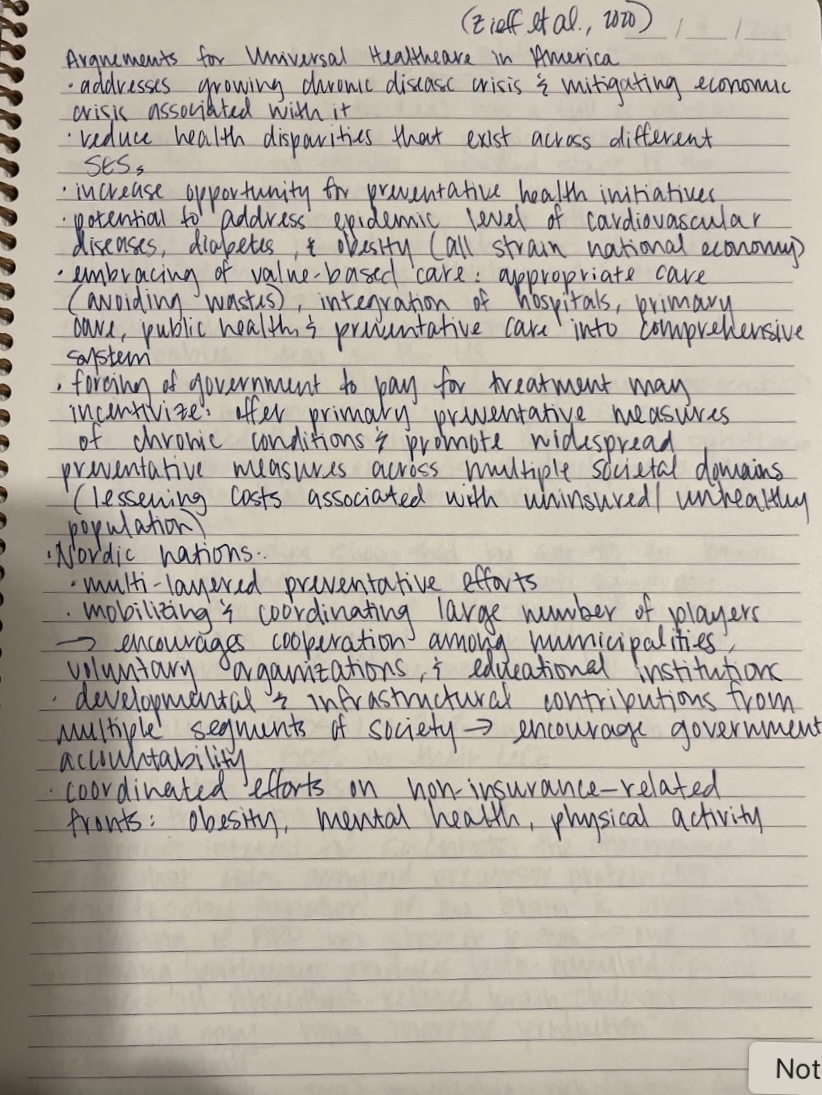 (Zieff et al., 2020) / /
Arguements for Universal Healthcare in America
· addresses growing chronic disease crisis & mitigating economic
crisis associated with it
· reduce health disparities that exist across different
SESs
· increase opportunity for preventative health initiatives
· potential to address epidemic level of cardiovascular
diseases, diabetes, & obesity (all strain national economy)
· embracing of value-based care: appropriate care
(avoiding wastes), integration of hospitals, primary
care, public health, & preventative care into comprehensive
system
· forcing of government to pay for treatment may
incentivize: offer primary preventative measures
of chronic conditions & promote widespread
preventative measures across multiple societal domains
(lessening costs associated with uninsured/unhealthy
population)
· Nordic nations:
· multi-layered preventative efforts
· mobilizing & coordinating large number of players
→ encourages cooperation among municipalities,
voluntary organizations, & educational institutions
· developmental & infrastructural contributions from
multiple segments of society → encourage government
accountability
· coordinated efforts on non-insurance-related
fronts: obesity, mental health, physical activity
Not